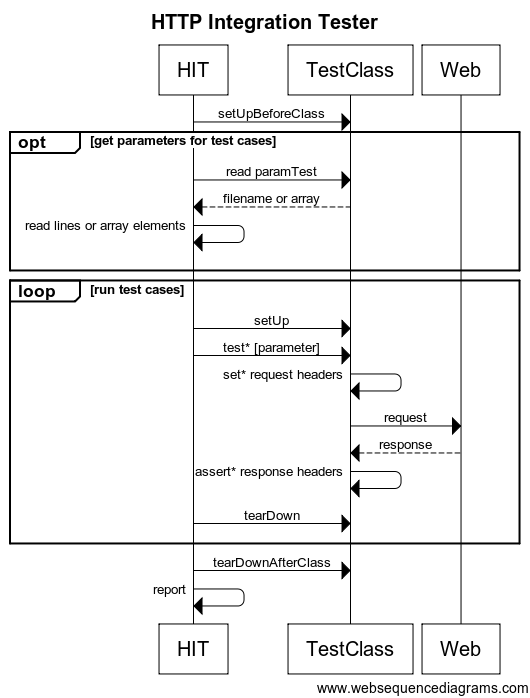 HTTP Integration Tester
HIT TestClass Web
setUpBeforeClass
opt [get parameters for test cases]
read paramTest
filename or array
read lines or array elements
loop [run test cases]
setUp
test* [parameter]
set* request headers
request
response
assert* response headers
tearDown
tearDownAfterClass
report
HIT TestClass Web
www.websequencediagrams.com